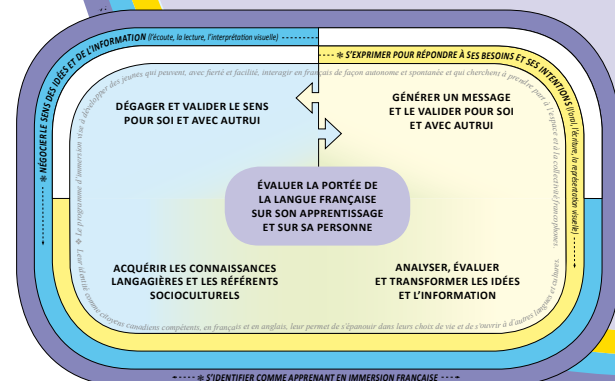 ❄ NÉGOCIER LE SENS DES IDÉES ET DE L'INFORMATION (l'écoute, la lecture, l'interprétation visuelle)
❄ S'EXPRIMER POUR RÉPONDRE À SES BESOINS ET SES INTENTIONS (l'oral, l'écriture, la représentation visuelle)
❖ Le programme d'immersion vise à développer des jeunes qui peuvent, avec fierté et facilité, interagir en français de façon autonome et spontanée et qui cherchent à prendre part à l'espace et à la collectivité francophones.
DÉGAGER ET VALIDER LE SENS
POUR SOI ET AVEC AUTRUI
GÉNÉRER UN MESSAGE
ET LE VALIDER POUR SOI
ET AVEC AUTRUI
ÉVALUER LA PORTÉE DE
LA LANGUE FRANÇAISE
SUR SON APPRENTISSAGE
ET SUR SA PERSONNE
ACQUÉRIR LES CONNAISSANCES
LANGAGIÈRES ET LES RÉFÉRENTS
SOCIOCULTURELS
ANALYSER, ÉVALUER
ET TRANSFORMER LES IDÉES
ET L'INFORMATION
❖ Leur identité comme citoyens canadiens compétents, en français et en anglais, leur permet de s'épanouir dans leurs choix de vie et de s'ouvrir à d'autres langues et cultures.
❄ S'IDENTIFIER COMME APPRENANT EN IMMERSION FRANÇAISE